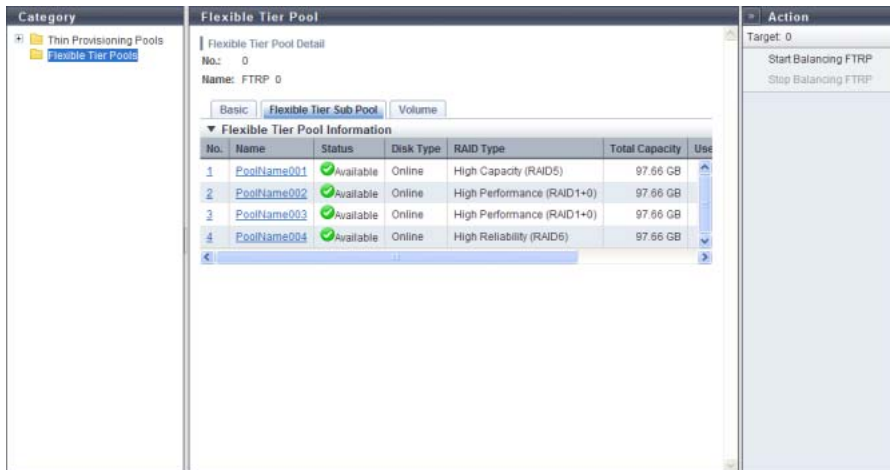 Category
Thin Provisioning Pools
Flexible Tier Pools
Flexible Tier Pool
Flexible Tier Pool Detail
No.: 0
Name: FTRP 0
Basic Flexible Tier Sub Pool Volume
▼ Flexible Tier Pool Information
No. Name Status Disk Type RAID Type Total Capacity Use
1 PoolName001 Available Online High Capacity (RAID5) 97.66 GB
2 PoolName002 Available Online High Performance (RAID1+0) 97.66 GB
3 PoolName003 Available Online High Performance (RAID1+0) 97.66 GB
4 PoolName004 Available Online High Reliability (RAID6) 97.66 GB
» Action
Target: 0
Start Balancing FTRP
Stop Balancing FTRP